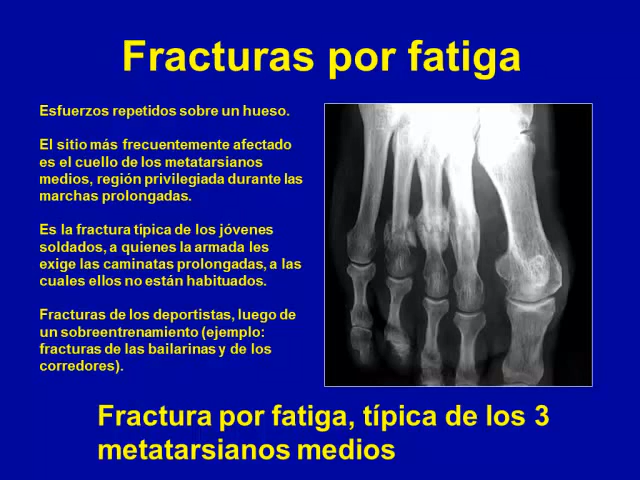 Fracturas por fatiga
Esfuerzos repetidos sobre un hueso.
El sitio más frecuentemente afectado
es el cuello de los metatarsianos
medios, región privilegiada durante las
marchas prolongadas.
Es la fractura típica de los jóvenes
soldados, a quienes la armada les
exige las caminatas prolongadas, a las
cuales ellos no están habituados.
Fracturas de los deportistas, luego de
un sobreentrenamiento (ejemplo:
fracturas de las bailarinas y de los
corredores).
Fractura por fatiga, típica de los 3
metatarsianos medios